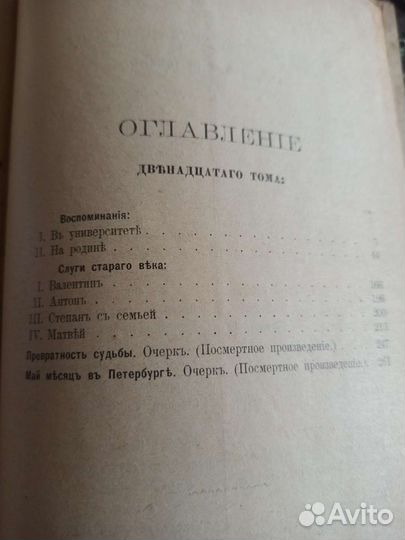 ОГЛАВЛЕНІЕ
ДВѢНАДЦАТАГО ТОМА:
Воспоминанія:
I. Въ университетѣ
II. На родинѣ
Слуги стараго вѣка:
I. Валентинъ
II. Антонъ
III. Степанъ съ семьей
IV. Матвѣй
Превратность судьбы. Очеркъ. (Посмертное произведеніе.)
Май мѣсяцъ въ Петербургѣ. Очеркъ. (Посмертное произведеніе.)
Avito